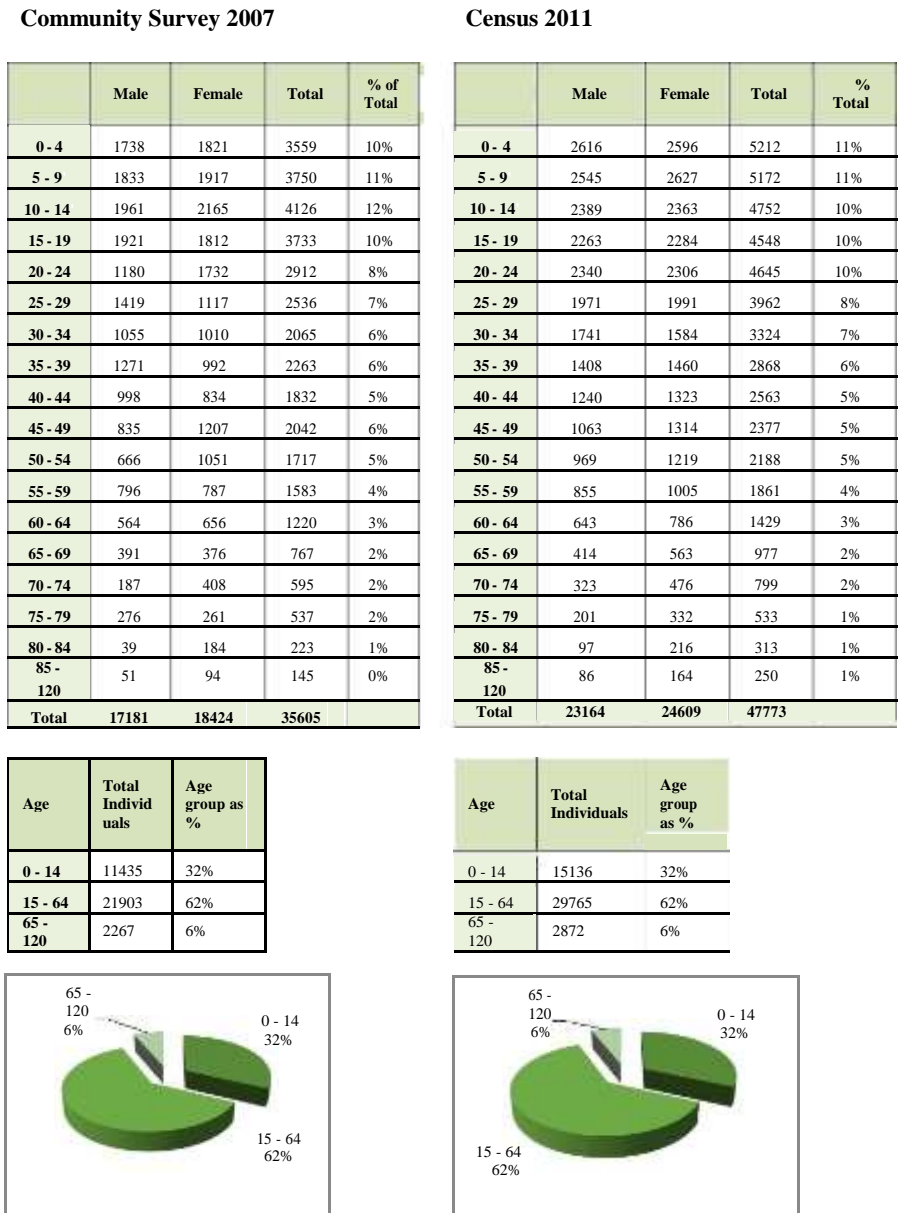 Community Survey 2007
Male Female Total % of Total
0 - 4 1738 1821 3559 10%
5 - 9 1833 1917 3750 11%
10 - 14 1961 2165 4126 12%
15 - 19 1921 1812 3733 10%
20 - 24 1180 1732 2912 8%
25 - 29 1419 1117 2536 7%
30 - 34 1055 1010 2065 6%
35 - 39 1271 992 2263 6%
40 - 44 998 834 1832 5%
45 - 49 835 1207 2042 6%
50 - 54 666 1051 1717 5%
55 - 59 796 787 1583 4%
60 - 64 564 656 1220 3%
65 - 69 391 376 767 2%
70 - 74 187 408 595 2%
75 - 79 276 261 537 2%
80 - 84 39 184 223 1%
85 - 120 51 94 145 0%
Total 17181 18424 35605
Census 2011
Male Female Total % Total
0 - 4 2616 2596 5212 11%
5 - 9 2545 2627 5172 11%
10 - 14 2389 2363 4752 10%
15 - 19 2263 2284 4548 10%
20 - 24 2340 2306 4645 10%
25 - 29 1971 1991 3962 8%
30 - 34 1741 1584 3324 7%
35 - 39 1408 1460 2868 6%
40 - 44 1240 1323 2563 5%
45 - 49 1063 1314 2377 5%
50 - 54 969 1219 2188 5%
55 - 59 855 1005 1861 4%
60 - 64 643 786 1429 3%
65 - 69 414 563 977 2%
70 - 74 323 476 799 2%
75 - 79 201 332 533 1%
80 - 84 97 216 313 1%
85 - 120 86 164 250 1%
Total 23164 24609 47773
Age Total Individ uals Age group as %
0 - 14 11435 32%
15 - 64 21903 62%
65 - 120 2267 6%
Age Total Individuals Age group as %
0 - 14 15136 32%
15 - 64 29765 62%
65 - 120 2872 6%
65 -
120
6%
0 - 14
32%
15 - 64
62%
65 -
120
6%
0 - 14
32%
15 - 64
62%